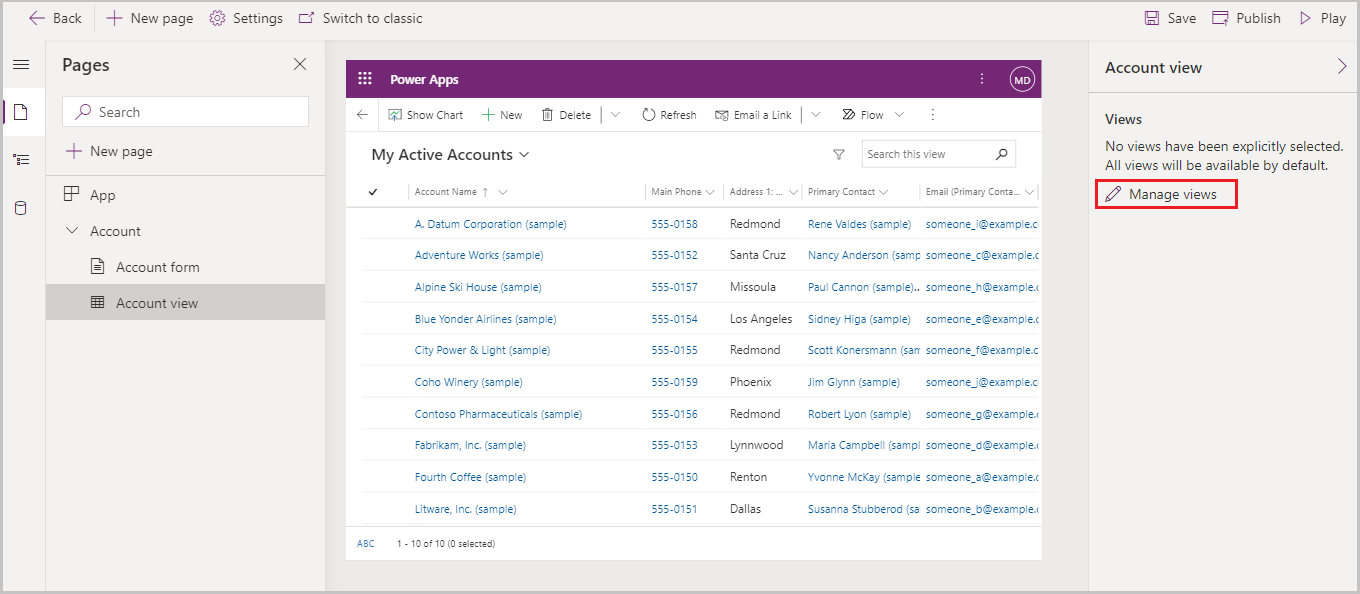 Back New page Settings Switch to classic Save Publish Play
Pages
Search
New page
App
Account
Account form
Account view
Power Apps MD
Show Chart New Delete Refresh Email a Link Flow
My Active Accounts Search this view
Account Name Main Phone Address 1: ... Primary Contact Email (Primary Conta...
A. Datum Corporation (sample) 555-0158 Redmond Rene Valdes (sample) someone_i@example.c
Adventure Works (sample) 555-0152 Santa Cruz Nancy Anderson (samp someone_c@example.
Alpine Ski House (sample) 555-0157 Missoula Paul Cannon (sample).. someone_h@example.
Blue Yonder Airlines (sample) 555-0154 Los Angeles Sidney Higa (sample) someone_e@example.
City Power & Light (sample) 555-0155 Redmond Scott Konersmann (sam someone_f@example.c
Coho Winery (sample) 555-0159 Phoenix Jim Glynn (sample) someone_j@example.c
Contoso Pharmaceuticals (sample) 555-0156 Redmond Robert Lyon (sample) someone_g@example.
Fabrikam, Inc. (sample) 555-0153 Lynnwood Maria Campbell (sampl someone_d@example.
Fourth Coffee (sample) 555-0150 Renton Yvonne McKay (sample someone_a@example.
Litware, Inc. (sample) 555-0151 Dallas Susanna Stubberod (sa someone_b@example.
ABC 1 - 10 of 10 (0 selected)
Account view
Views
No views have been explicitly selected.
All views will be available by default.
Manage views